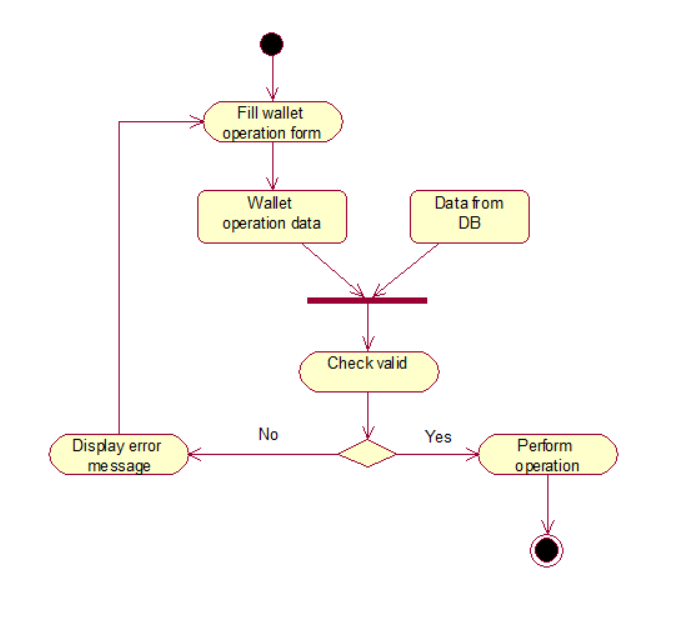 Fill wallet
operation form
Wallet
operation data
Data from
DB
Check valid
No
Yes
Display error
message
Perform
operation